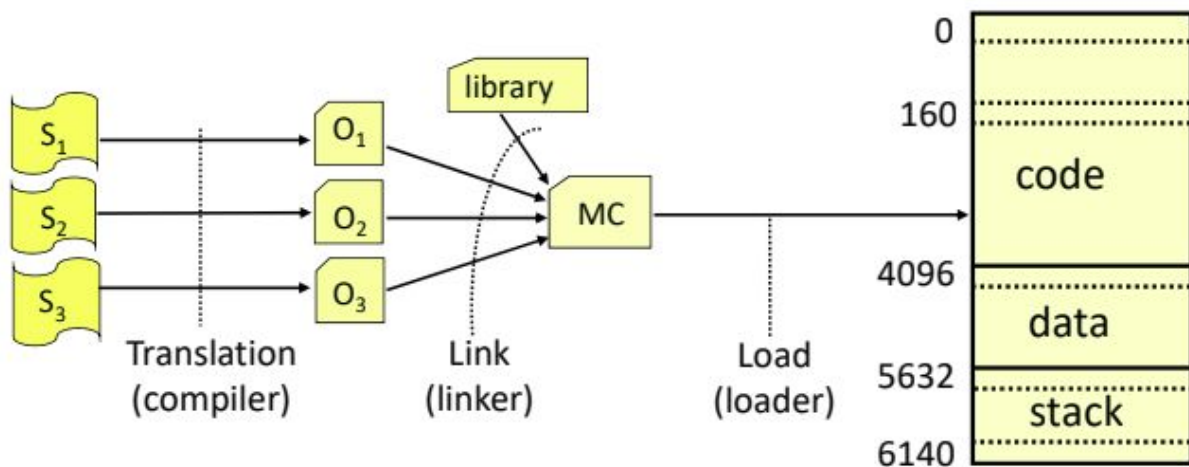 S₁
S₂
S₃
O₁
O₂
O₃
library
MC
Translation
(compiler)
Link
(linker)
Load
(loader)
0
160
code
4096
data
5632
stack
6140